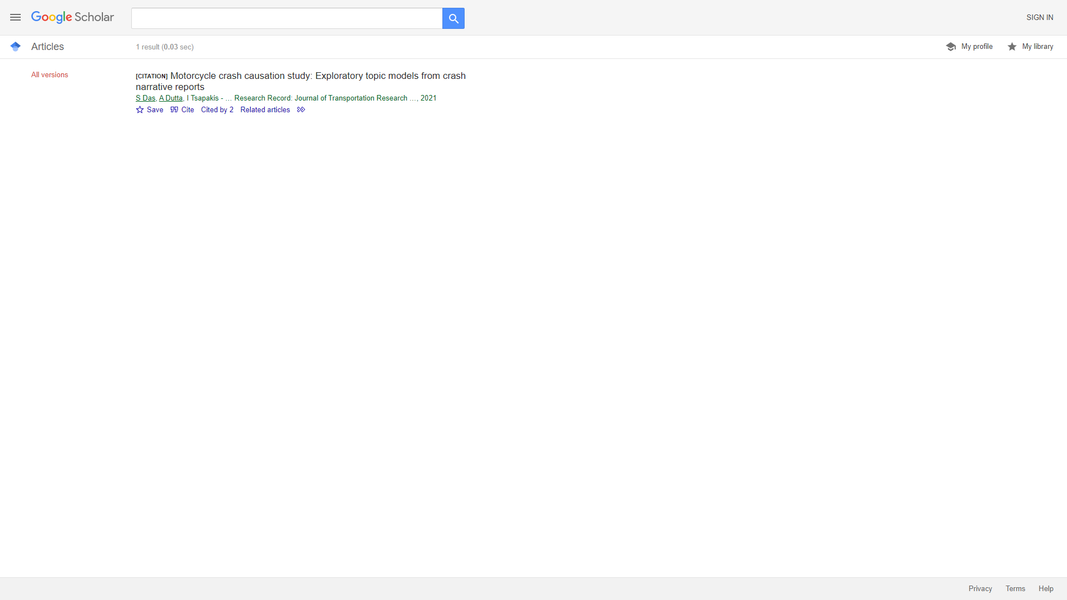 Google Scholar
SIGN IN
Articles
1 result (0.03 sec)
My profile
My library
All versions
[CITATION] Motorcycle crash causation study: Exploratory topic models from crash
narrative reports
S Das, A Dutta, I Tsapakis - … Research Record: Journal of Transportation Research …, 2021
Save Cite Cited by 2 Related articles
Privacy Terms Help